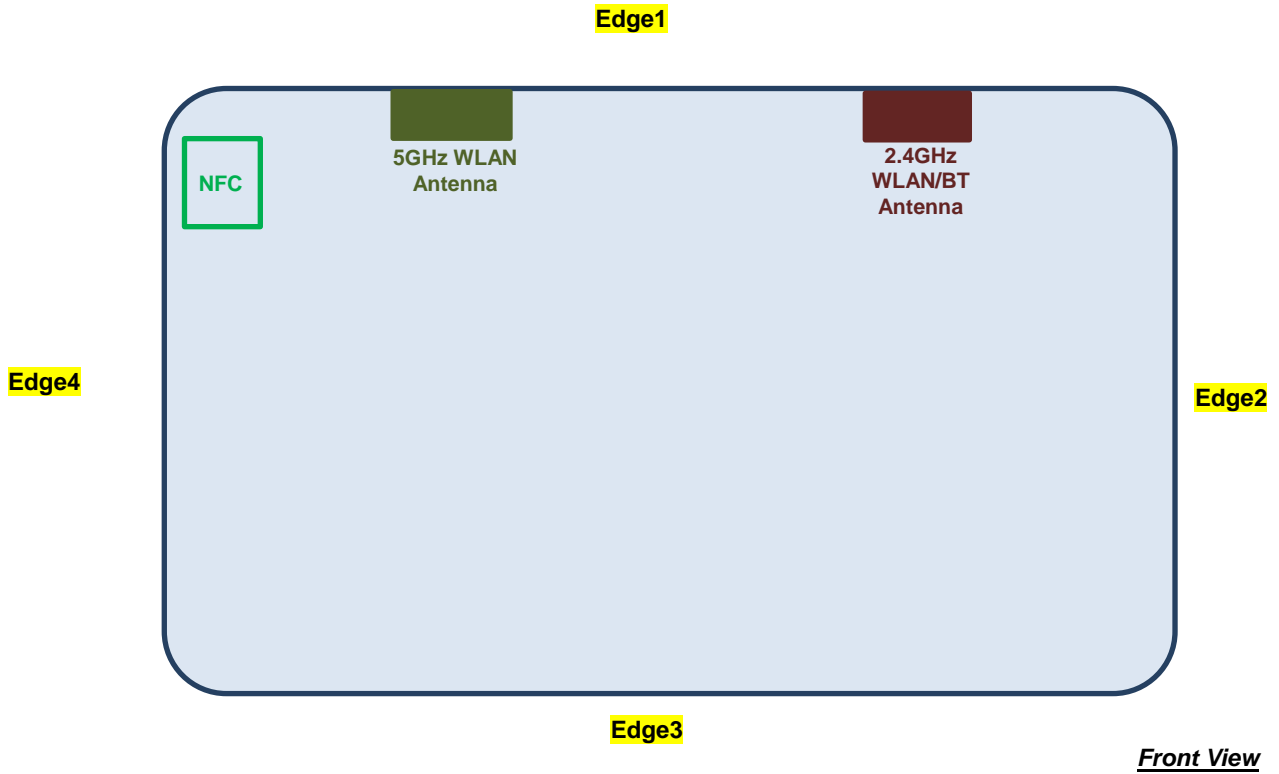 Edge1
NFC
5GHz WLAN
Antenna
2.4GHz
WLAN/BT
Antenna
Edge4
Edge2
Edge3
Front View